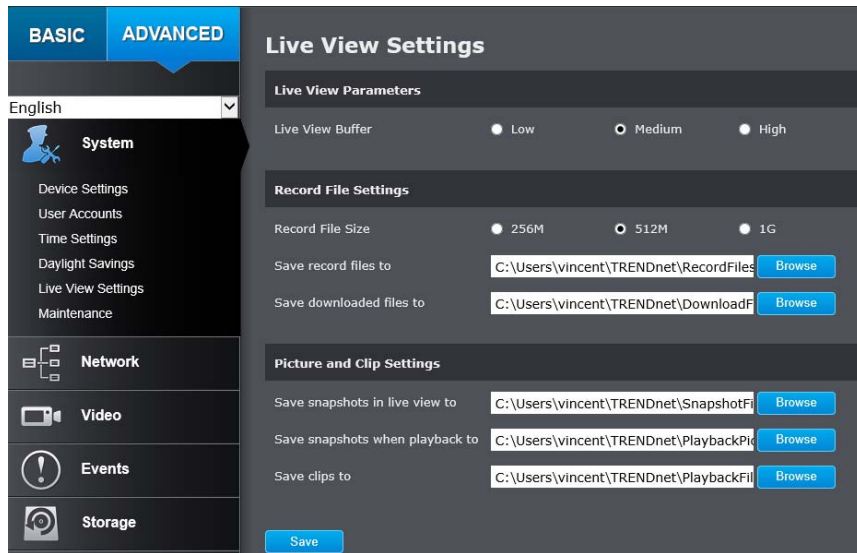 BASIC ADVANCED
English
System
Device Settings
User Accounts
Time Settings
Daylight Savings
Live View Settings
Maintenance
Network
Video
Events
Storage
Live View Settings
Live View Parameters
Live View Buffer Low Medium High
Record File Settings
Record File Size 256M 512M 1G
Save record files to C:\Users\vincent\TRENDnet\RecordFiles Browse
Save downloaded files to C:\Users\vincent\TRENDnet\DownloadF Browse
Picture and Clip Settings
Save snapshots in live view to C:\Users\vincent\TRENDnet\SnapshotFi Browse
Save snapshots when playback to C:\Users\vincent\TRENDnet\PlaybackPic Browse
Save clips to C:\Users\vincent\TRENDnet\PlaybackFil Browse
Save